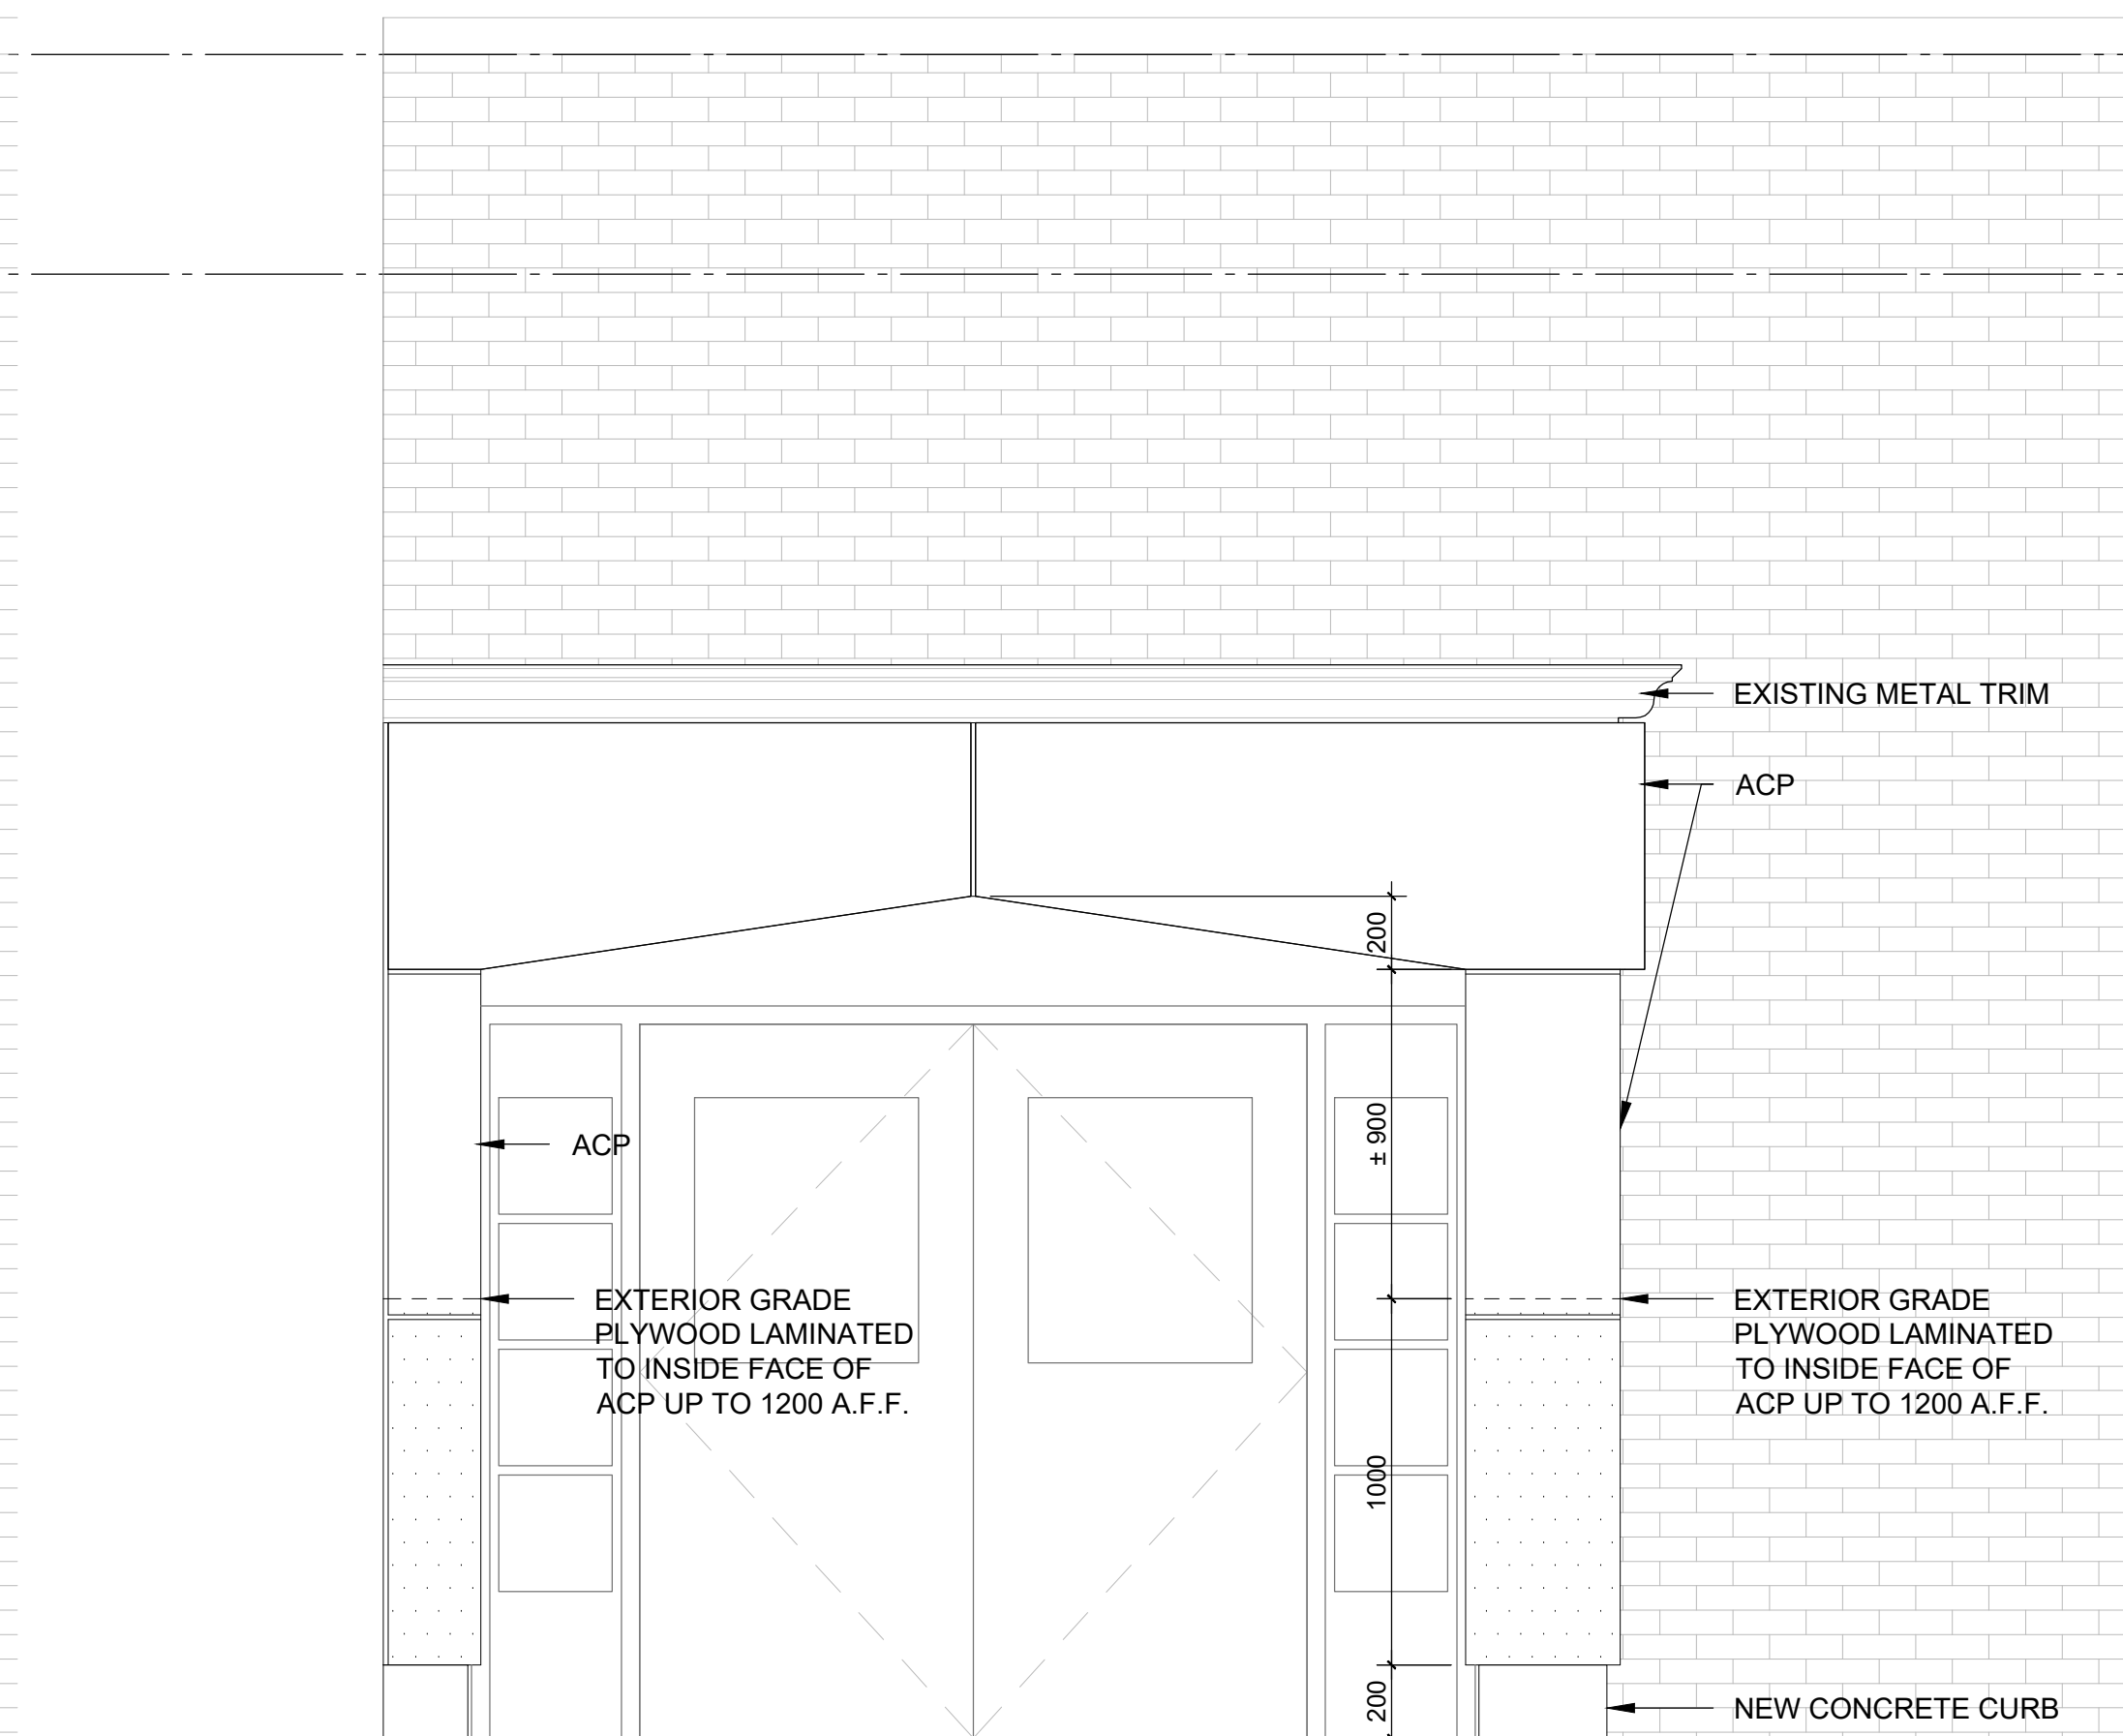 EXISTING METAL TRIM
ACP
200
± 900
ACP
EXTERIOR GRADE
PLYWOOD LAMINATED
TO INSIDE FACE OF
ACP UP TO 1200 A.F.F.
EXTERIOR GRADE
PLYWOOD LAMINATED
TO INSIDE FACE OF
ACP UP TO 1200 A.F.F.
1000
200
NEW CONCRETE CURB